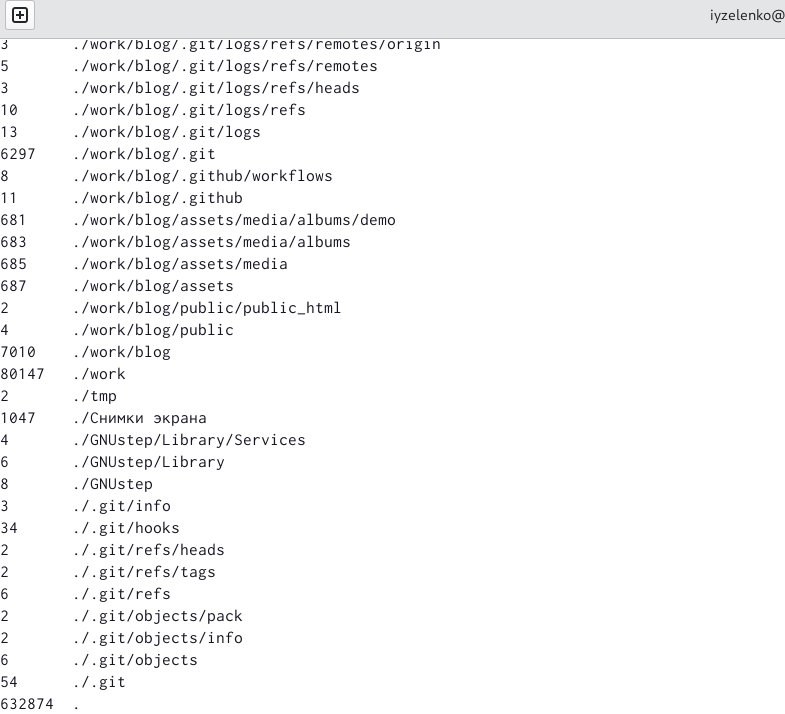 iyzelenko@
3 ./work/blog/.git/logs/refs/remotes/origin
5 ./work/blog/.git/logs/refs/remotes
3 ./work/blog/.git/logs/refs/heads
10 ./work/blog/.git/logs/refs
13 ./work/blog/.git/logs
6297 ./work/blog/.git
8 ./work/blog/.github/workflows
11 ./work/blog/.github
681 ./work/blog/assets/media/albums/demo
683 ./work/blog/assets/media/albums
685 ./work/blog/assets/media
687 ./work/blog/assets
2 ./work/blog/public/public_html
4 ./work/blog/public
7010 ./work/blog
80147 ./work
2 ./tmp
1047 ./Снимки экрана
4 ./GNUstep/Library/Services
6 ./GNUstep/Library
8 ./GNUstep
3 ./.git/info
34 ./.git/hooks
2 ./.git/refs/heads
2 ./.git/refs/tags
6 ./.git/refs
2 ./.git/objects/pack
2 ./.git/objects/info
6 ./.git/objects
54 ./.git
632874 .